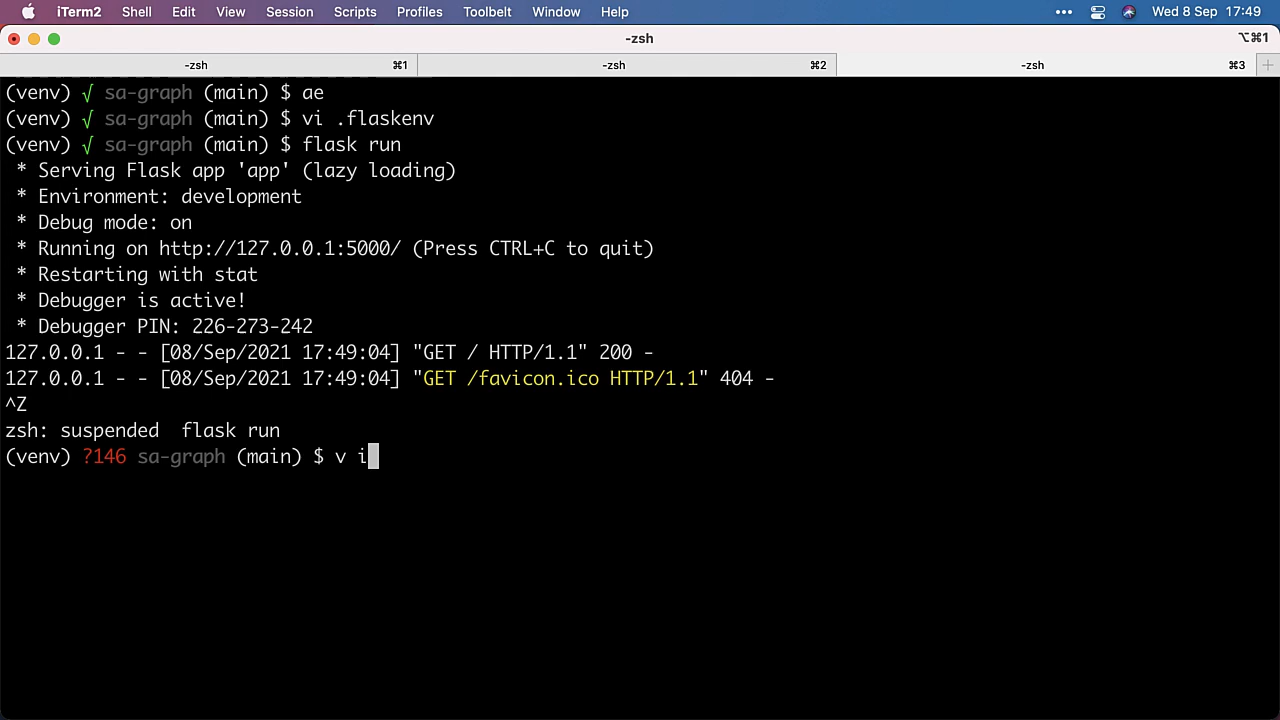 iTerm2 Shell Edit View Session Scripts Profiles Toolbelt Window Help ••• Wed 8 Sep 17:49
-zsh ⌥⌘1
-zsh ⌘1 -zsh ⌘2 -zsh ⌘3 +
(venv) √ sa-graph (main) $ ae
(venv) √ sa-graph (main) $ vi .flaskenv
(venv) √ sa-graph (main) $ flask run
 * Serving Flask app 'app' (lazy loading)
 * Environment: development
 * Debug mode: on
 * Running on http://127.0.0.1:5000/ (Press CTRL+C to quit)
 * Restarting with stat
 * Debugger is active!
 * Debugger PIN: 226-273-242
127.0.0.1 - - [08/Sep/2021 17:49:04] "GET / HTTP/1.1" 200 -
127.0.0.1 - - [08/Sep/2021 17:49:04] "GET /favicon.ico HTTP/1.1" 404 -
^Z
zsh: suspended  flask run
(venv) ?146 sa-graph (main) $ v i